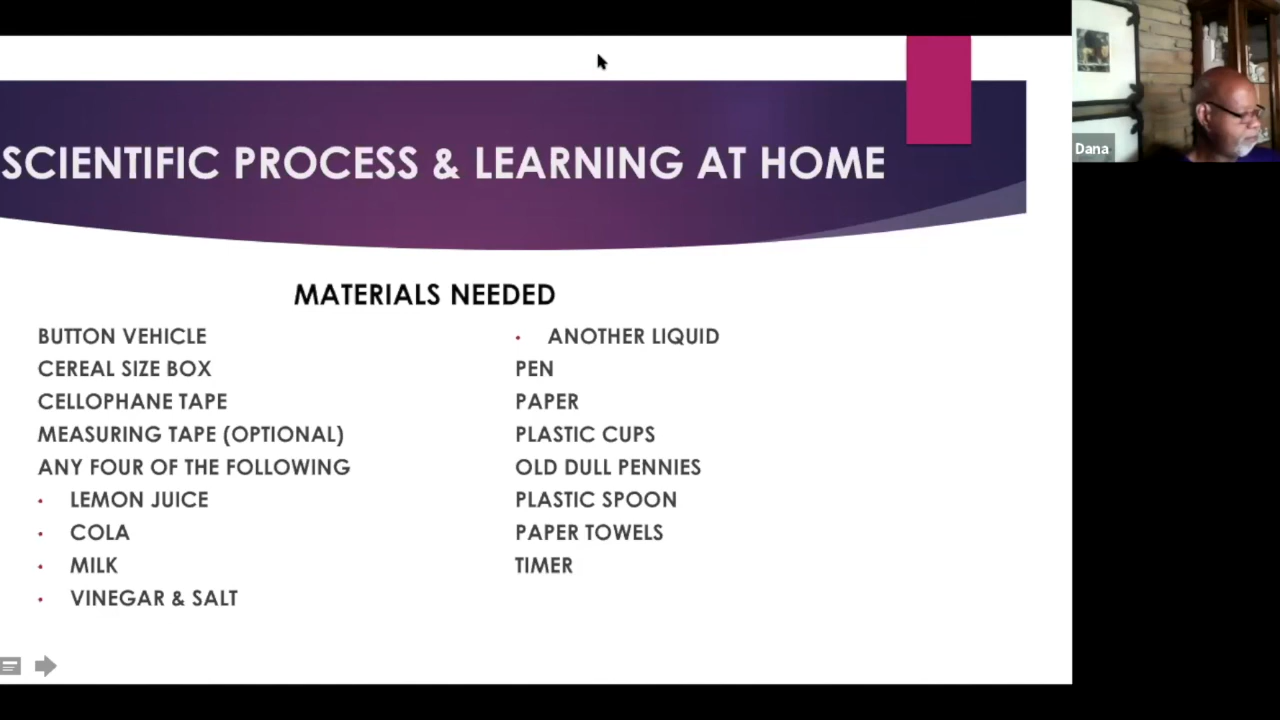 SCIENTIFIC PROCESS & LEARNING AT HOME
Dana
MATERIALS NEEDED
BUTTON VEHICLE
CEREAL SIZE BOX
CELLOPHANE TAPE
MEASURING TAPE (OPTIONAL)
ANY FOUR OF THE FOLLOWING
• LEMON JUICE
• COLA
• MILK
• VINEGAR & SALT
• ANOTHER LIQUID
PEN
PAPER
PLASTIC CUPS
OLD DULL PENNIES
PLASTIC SPOON
PAPER TOWELS
TIMER